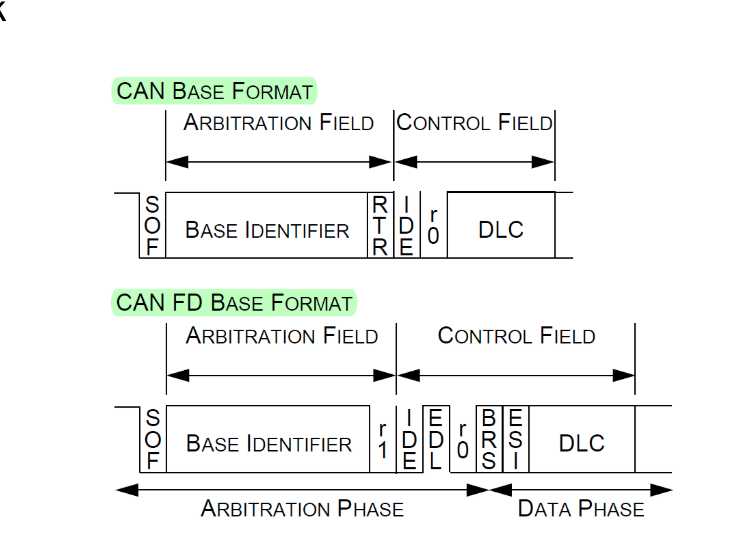 K
CAN BASE FORMAT
ARBITRATION FIELD CONTROL FIELD
SOF BASE IDENTIFIER RTR IDE r0 DLC
CAN FD BASE FORMAT
ARBITRATION FIELD CONTROL FIELD
SOF BASE IDENTIFIER r1 IDE EDL r0 BRS ESI DLC
ARBITRATION PHASE DATA PHASE